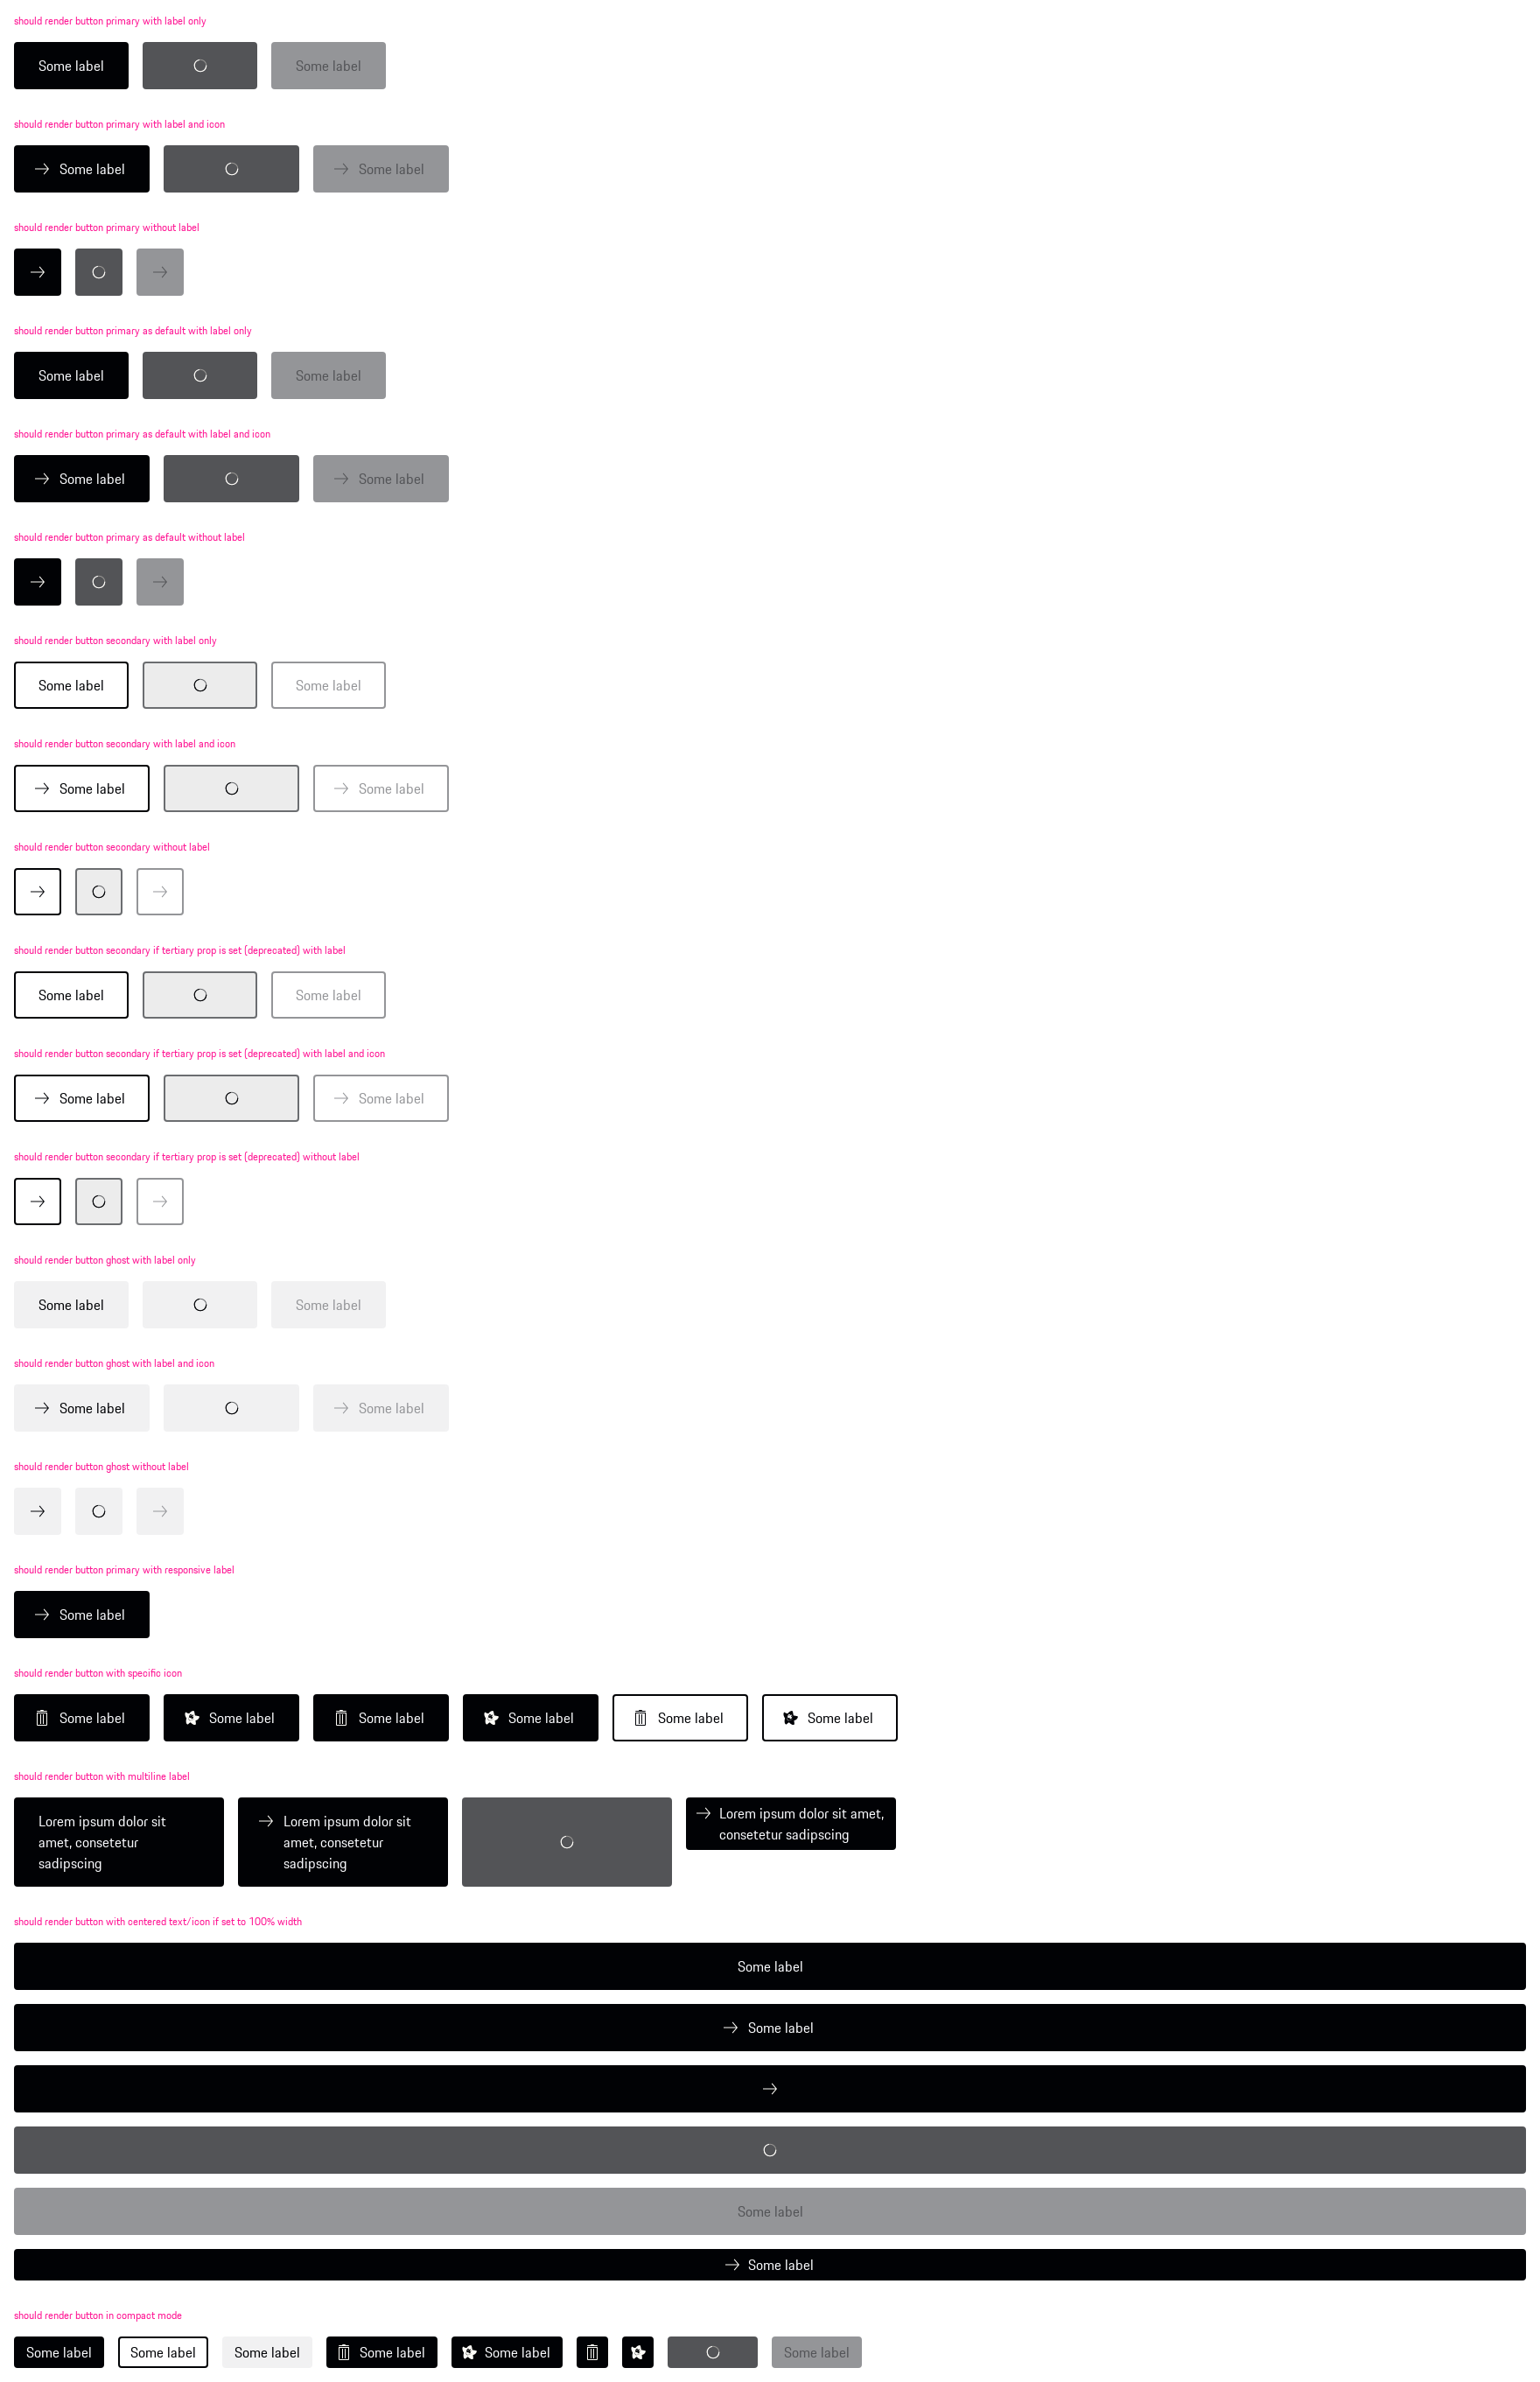 should render button primary with label only
Some label Some label
should render button primary with label and icon
Some label Some label
should render button primary without label
should render button primary as default with label only
Some label Some label
should render button primary as default with label and icon
Some label Some label
should render button primary as default without label
should render button secondary with label only
Some label Some label
should render button secondary with label and icon
Some label Some label
should render button secondary without label
should render button secondary if tertiary prop is set (deprecated) with label
Some label Some label
should render button secondary if tertiary prop is set (deprecated) with label and icon
Some label Some label
should render button secondary if tertiary prop is set (deprecated) without label
should render button ghost with label only
Some label Some label
should render button ghost with label and icon
Some label Some label
should render button ghost without label
should render button primary with responsive label
Some label
should render button with specific icon
Some label Some label Some label Some label Some label Some label
should render button with multiline label
Lorem ipsum dolor sit
amet, consetetur
sadipscing
Lorem ipsum dolor sit
amet, consetetur
sadipscing
Lorem ipsum dolor sit amet,
consetetur sadipscing
should render button with centered text/icon if set to 100% width
Some label
Some label
Some label
Some label
should render button in compact mode
Some label Some label Some label Some label Some label Some label